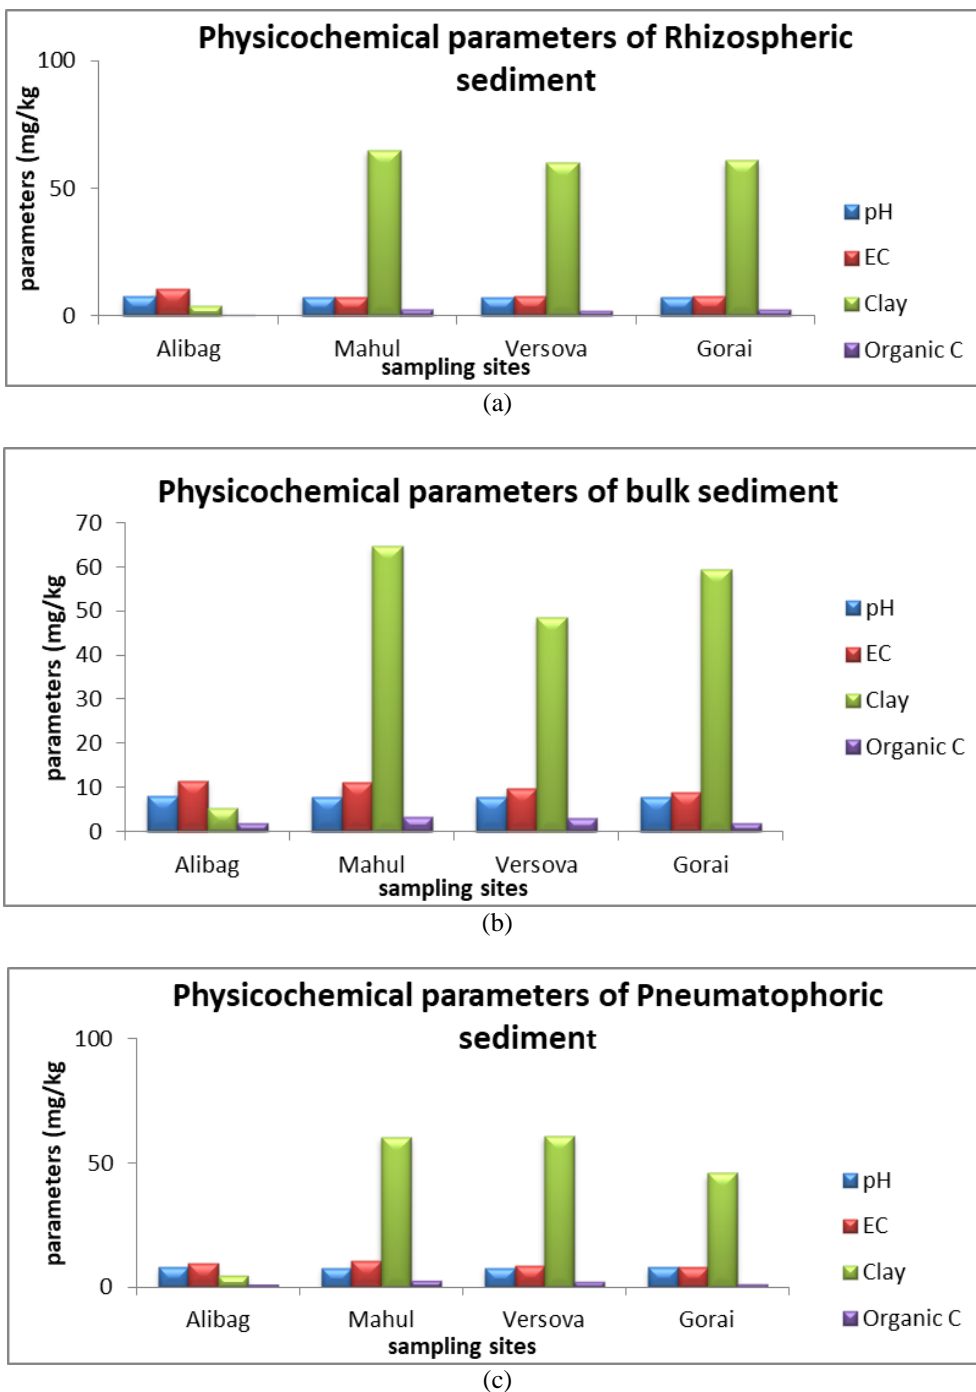 Physicochemical parameters of Rhizospheric
sediment
parameters (mg/kg)
100
50
0
Alibag Mahul Versova Gorai
sampling sites
pH
EC
Clay
Organic C
(a)
Physicochemical parameters of bulk sediment
parameters (mg/kg
70
60
50
40
30
20
10
0
Alibag Mahul Versova Gorai
sampling sites
pH
EC
Clay
Organic C
(b)
Physicochemical parameters of Pneumatophoric
sediment
parameters (mg/kg
100
50
0
Alibag Mahul Versova Gorai
sampling sites
pH
EC
Clay
Organic C
(c)